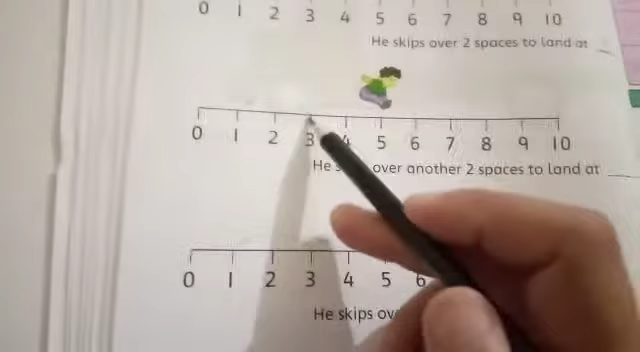 0 1 2 3 4 5 6 7 8 9 10
He skips over 2 spaces to land at
0 1 2 3 4 5 6 7 8 9 10
He over another 2 spaces to land at
0 1 2 3 4 5 6
He skips